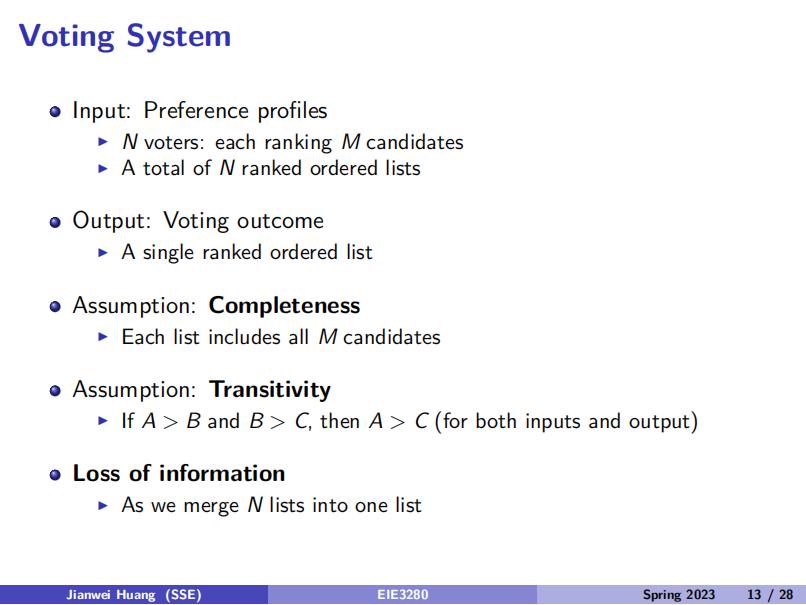 Voting System
Input: Preference profiles
N voters: each ranking M candidates
A total of N ranked ordered lists
Output: Voting outcome
A single ranked ordered list
Assumption: Completeness
Each list includes all M candidates
Assumption: Transitivity
If A > B and B > C, then A > C (for both inputs and output)
Loss of information
As we merge N lists into one list
Jianwei Huang (SSE) EIE3280 Spring 2023 13 / 28